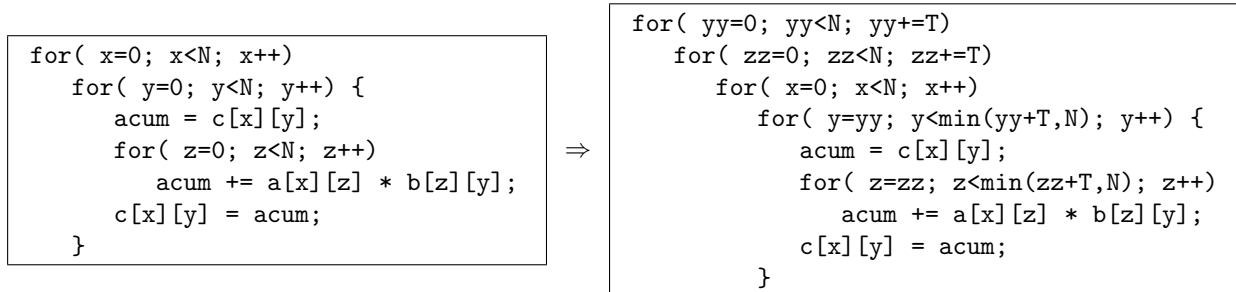 for( x=0; x<N; x++)
   for( y=0; y<N; y++) {
      acum = c[x][y];
      for( z=0; z<N; z++)
         acum += a[x][z] * b[z][y];
      c[x][y] = acum;
   }
⇒
for( yy=0; yy<N; yy+=T)
   for( zz=0; zz<N; zz+=T)
      for( x=0; x<N; x++)
         for( y=yy; y<min(yy+T,N); y++) {
            acum = c[x][y];
            for( z=zz; z<min(zz+T,N); z++)
               acum += a[x][z] * b[z][y];
            c[x][y] = acum;
         }